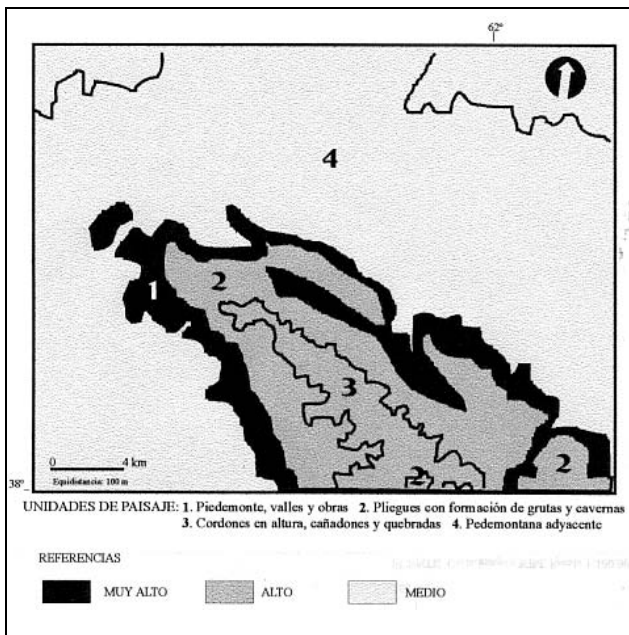 62°
4
2
1
3
0 4 km
Equidistancia: 100 m
2
2
38°
UNIDADES DE PAISAJE: 1. Piedemonte, valles y obras 2. Pliegues con formación de grutas y cavernas
3. Cordones en altura, cañadones y quebradas 4. Pedemontana adyacente
REFERENCIAS
MUY ALTO ALTO MEDIO